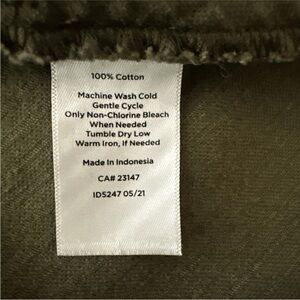 100% Cotton
Machine Wash Cold
Gentle Cycle
Only Non-Chlorine Bleach
When Needed
Tumble Dry Low
Warm Iron, If Needed
Made In Indonesia
CA# 23147
ID5247 05/21